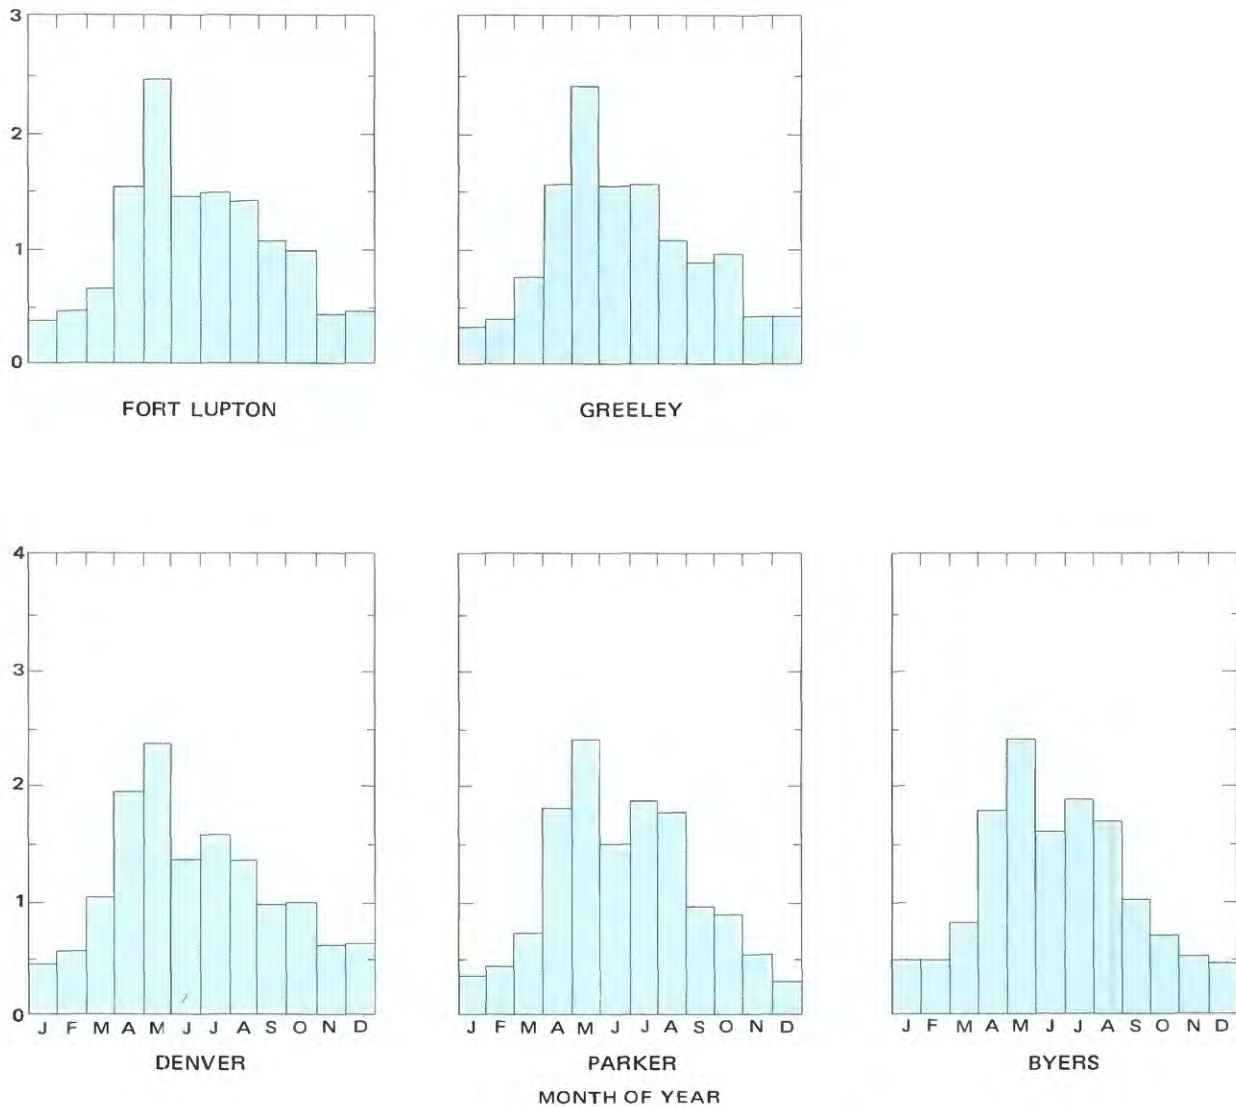 3
2
1
0
FORT LUPTON
GREELEY
4
3
2
1
0
J F M A M J J A S O N D
J F M A M J J A S O N D
J F M A M J J A S O N D
DENVER
PARKER
BYERS
MONTH OF YEAR